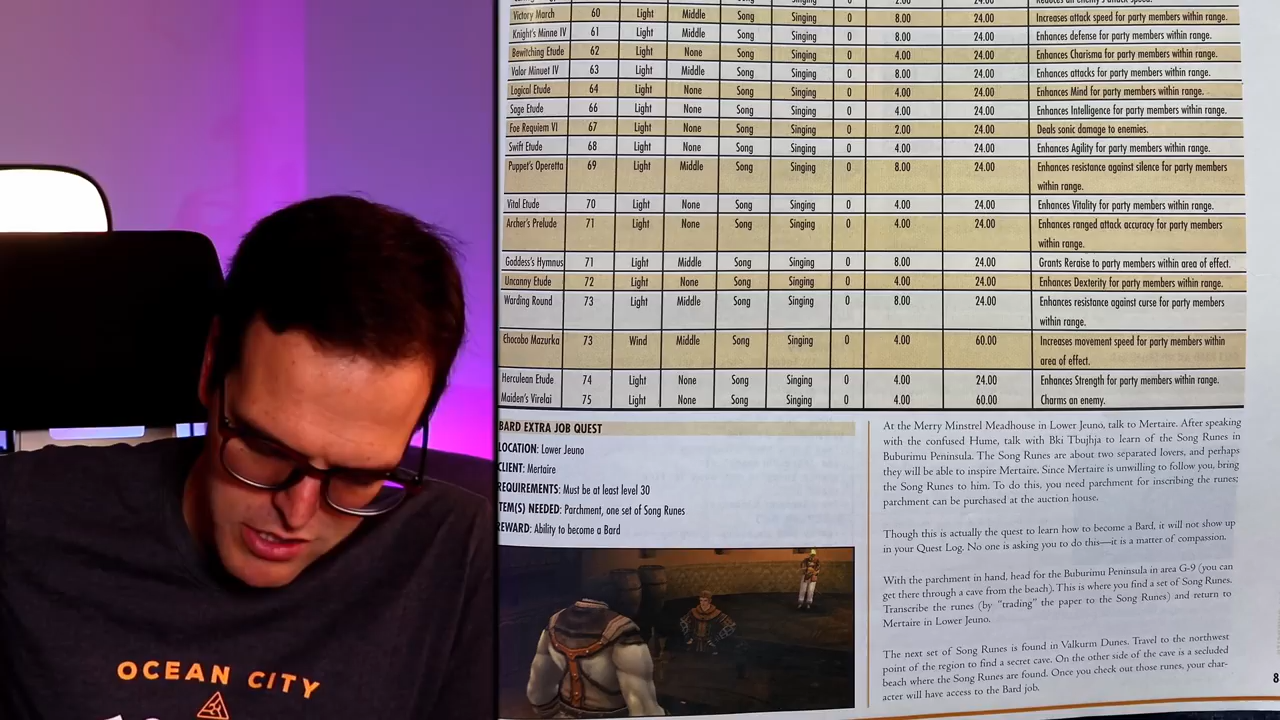 Victory March 60 Light Middle Song Singing 0 8.00 24.00 Increases attack speed for party members within range.
Knight's Minne IV 61 Light Middle Song Singing 0 8.00 24.00 Enhances defense for party members within range.
Bewitching Etude 62 Light None Song Singing 0 4.00 24.00 Enhances Charisma for party members within range.
Valor Minuet IV 63 Light Middle Song Singing 0 8.00 24.00 Enhances attacks for party members within range.
Logical Etude 64 Light None Song Singing 0 4.00 24.00 Enhances Mind for party members within range.
Sage Etude 66 Light None Song Singing 0 4.00 24.00 Enhances Intelligence for party members within range.
Foe Requiem VI 67 Light None Song Singing 0 2.00 24.00 Deals sonic damage to enemies.
Swift Etude 68 Light None Song Singing 0 4.00 24.00 Enhances Agility for party members within range.
Puppet's Operetta 69 Light Middle Song Singing 0 8.00 24.00 Enhances resistance against silence for party members
within range.
Vital Etude 70 Light None Song Singing 0 4.00 24.00 Enhances Vitality for party members within range.
Archer's Prelude 71 Light None Song Singing 0 4.00 24.00 Enhances ranged attack accuracy for party members
within range.
Goddess's Hymnus 71 Light Middle Song Singing 0 8.00 24.00 Grants Reraise to party members within area of effect.
Uncanny Etude 72 Light None Song Singing 0 4.00 24.00 Enhances Dexterity for party members within range.
Warding Round 73 Light Middle Song Singing 0 8.00 24.00 Enhances resistance against curse for party members
within range.
Chocobo Mazurka 73 Wind Middle Song Singing 0 4.00 60.00 Increases movement speed for party members within
area of effect.
Herculean Etude 74 Light None Song Singing 0 4.00 24.00 Enhances Strength for party members within range.
Maiden's Virelai 75 Light None Song Singing 0 4.00 60.00 Charms an enemy.
BARD EXTRA JOB QUEST
LOCATION: Lower Jeuno
CLIENT: Mertaire
REQUIREMENTS: Must be at least level 30
TEM(S) NEEDED: Parchment, one set of Song Runes
REWARD: Ability to become a Bard
At the Merry Minstrel Meadhouse in Lower Jeuno, talk to Mertaire. After speaking
with the confused Hume, talk with Bki Tbujhja to learn of the Song Runes in
Buburimu Peninsula. The Song Runes are about two separated lovers, and perhaps
they will be able to inspire Mertaire. Since Mertaire is unwilling to follow you, bring
the Song Runes to him. To do this, you need parchment for inscribing the runes;
parchment can be purchased at the auction house.
Though this is actually the quest to learn how to become a Bard, it will not show up
in your Quest Log. No one is asking you to do this—it is a matter of compassion.
With the parchment in hand, head for the Buburimu Peninsula in area G-9 (you can
get there through a cave from the beach). This is where you find a set of Song Runes.
Transcribe the runes (by "trading" the paper to the Song Runes) and return to
Mertaire in Lower Jeuno.
The next set of Song Runes is found in Valkurm Dunes. Travel to the northwest
point of the region to find a secret cave. On the other side of the cave is a secluded
beach where the Song Runes are found. Once you check out those runes, your char-
acter will have access to the Bard job.
8
OCEAN CITY